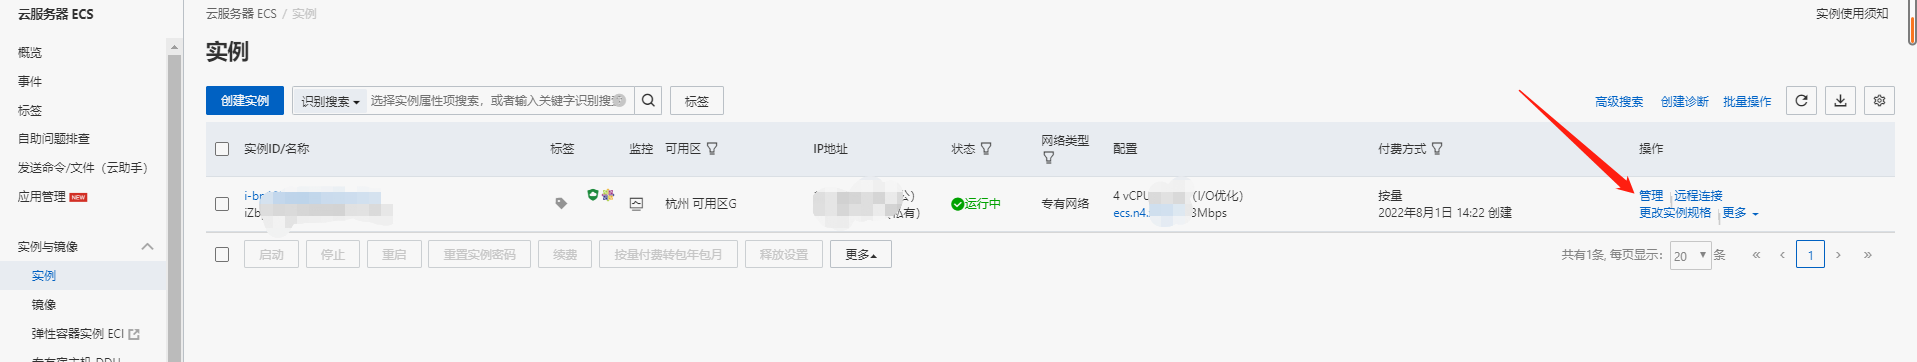 云服务器 ECS
概览
事件
标签
自助问题排查
发送命令/文件（云助手）
应用管理 NEW
实例与镜像
实例
镜像
弹性容器实例 ECI
云服务器 ECS / 实例
实例使用须知
实例
创建实例 识别搜索 选择实例属性项搜索，或者输入关键字识别搜索 标签
高级搜索 创建诊断 批量操作
实例ID/名称 标签 监控 可用区 IP地址 状态 网络类型 配置 付费方式 操作
i-bp
iZb 杭州 可用区G 公）
私有） 运行中 专有网络
4 vCPU (I/O优化)
ecs.n4. 3Mbps
按量
2022年8月1日 14:22 创建
管理 | 远程连接
更改实例规格 | 更多
启动 停止 重启 重置实例密码 续费 按量付费转包年包月 释放设置 更多
共有1条, 每页显示： 20 条 « ‹ 1 › »